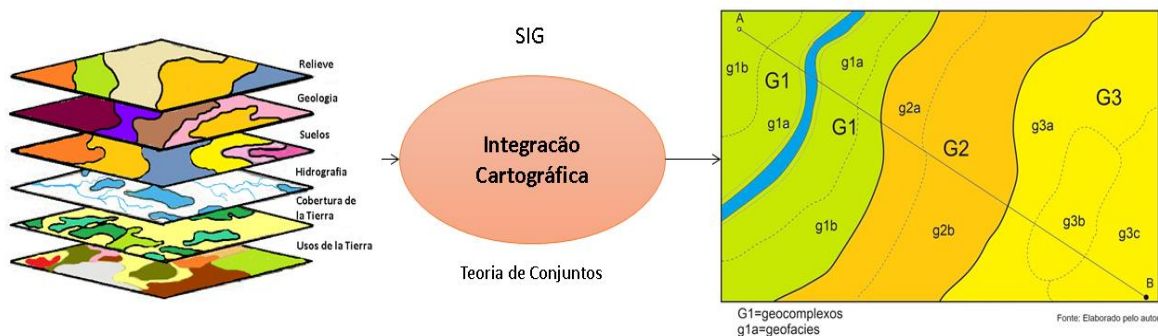 Relieve
Geologia
Suelos
Hidrografia
Cobertura de
la Tierra
Usos de la Tierra
SIG
Integracão
Cartográfica
Teoria de Conjuntos
A
g1b
G1
g1a
g1a
G1
g2a
G3
g3a
G2
g1b
g2b
g3b
g3c
B
G1=geocomplexos
g1a=geofacies
Fonte: Elaborado pelo autor